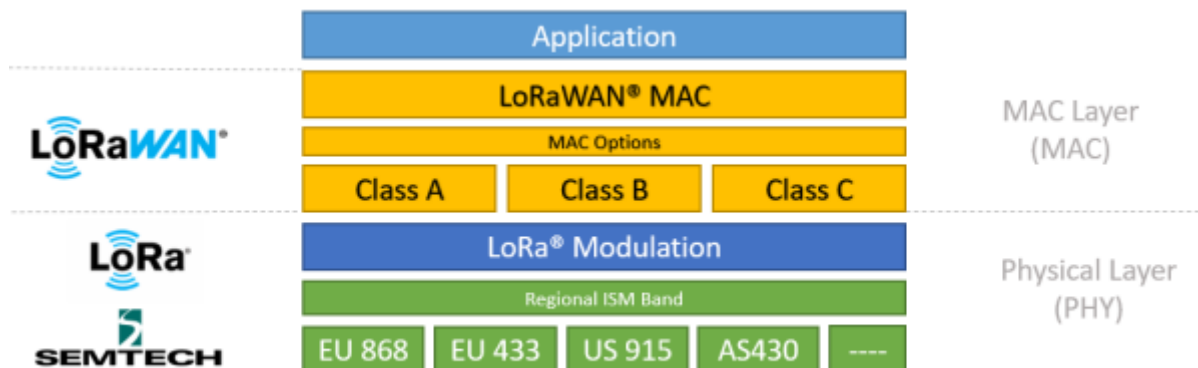 Application
LoRaWAN® MAC
MAC Options
Class A Class B Class C
LoRaWAN®
MAC Layer
(MAC)
LoRa® Modulation
Regional ISM Band
EU 868 EU 433 US 915 AS430 ----
LoRa®
SEMTECH
Physical Layer
(PHY)